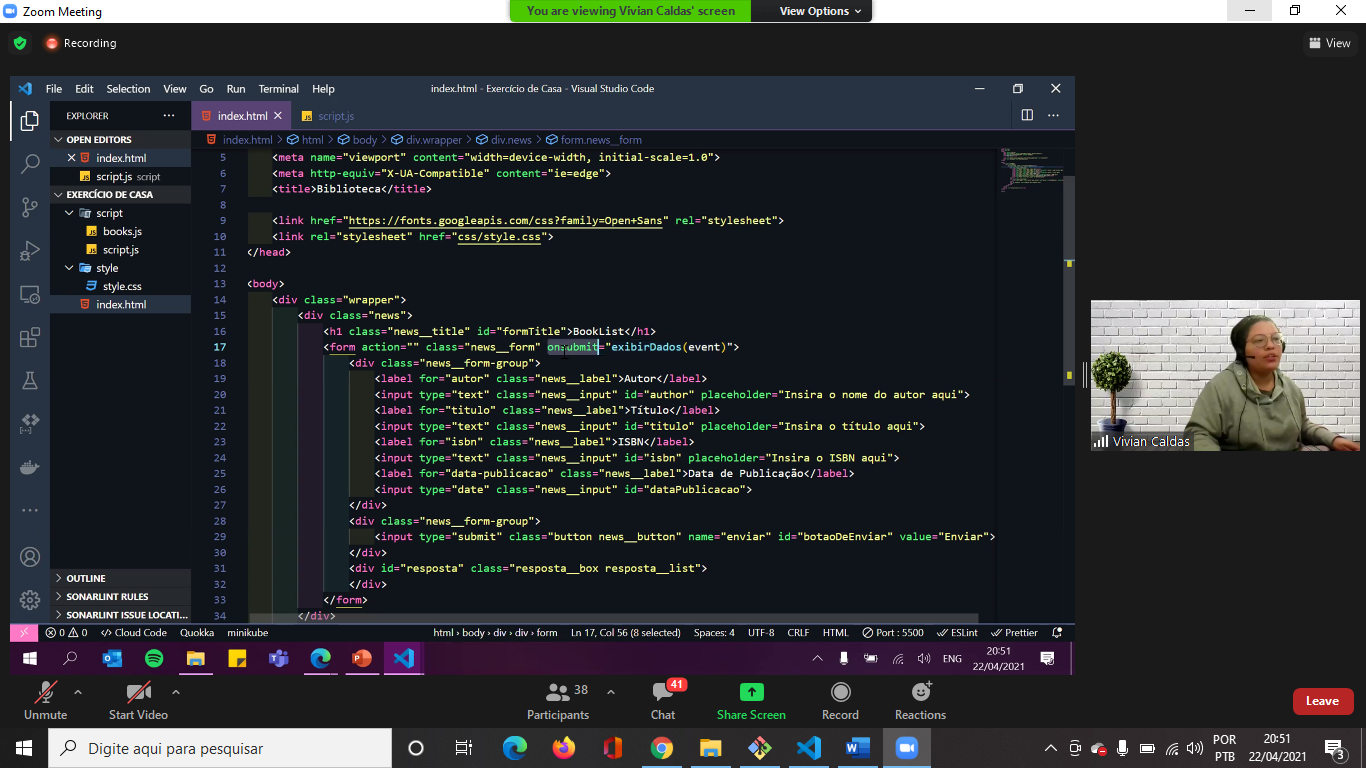 Zoom Meeting
You are viewing Vivian Caldas' screen
View Options
Recording
View
File Edit Selection View Go Run Terminal Help
index.html - Exercício de Casa - Visual Studio Code
EXPLORER
index.html
script.js
OPEN EDITORS
index.html
script.js script
EXERCÍCIO DE CASA
script
books.js
script.js
style
style.css
index.html
OUTLINE
SONARLINT RULES
SONARLINT ISSUE LOCATI...
index.html > html > body > div.wrapper > div.news > form.news__form
5 <meta name="viewport" content="width=device-width, initial-scale=1.0">
6 <meta http-equiv="X-UA-Compatible" content="ie=edge">
7 <title>Biblioteca</title>
8
9 <link href="https://fonts.googleapis.com/css?family=Open+Sans" rel="stylesheet">
10 <link rel="stylesheet" href="css/style.css">
11 </head>
12
13 <body>
14 <div class="wrapper">
15 <div class="news">
16 <h1 class="news__title" id="formTitle">BookList</h1>
17 <form action="" class="news__form" onsubmit="exibirDados(event)">
18 <div class="news__form-group">
19 <label for="autor" class="news__label">Autor</label>
20 <input type="text" class="news__input" id="author" placeholder="Insira o nome do autor aqui">
21 <label for="titulo" class="news__label">Título</label>
22 <input type="text" class="news__input" id="titulo" placeholder="Insira o título aqui">
23 <label for="isbn" class="news__label">ISBN</label>
24 <input type="text" class="news__input" id="isbn" placeholder="Insira o ISBN aqui">
25 <label for="data-publicacao" class="news__label">Data de Publicação</label>
26 <input type="date" class="news__input" id="dataPublicacao">
27 </div>
28 <div class="news__form-group">
29 <input type="submit" class="button news__button" name="enviar" id="botaoDeEnviar" value="Enviar">
30 </div>
31 <div id="resposta" class="resposta__box resposta__list">
32 </div>
33 </form>
34 </div>
Vivian Caldas
0 0 Cloud Code Quokka minikube html > body > div > div > form Ln 17, Col 56 (8 selected) Spaces: 4 UTF-8 CRLF HTML Port : 5500 ESLint Prettier
ENG
20:51
22/04/2021
Unmute
Start Video
38
Participants
41
Chat
Share Screen
Record
Reactions
Leave
Digite aqui para pesquisar
POR
PTB
20:51
22/04/2021
3